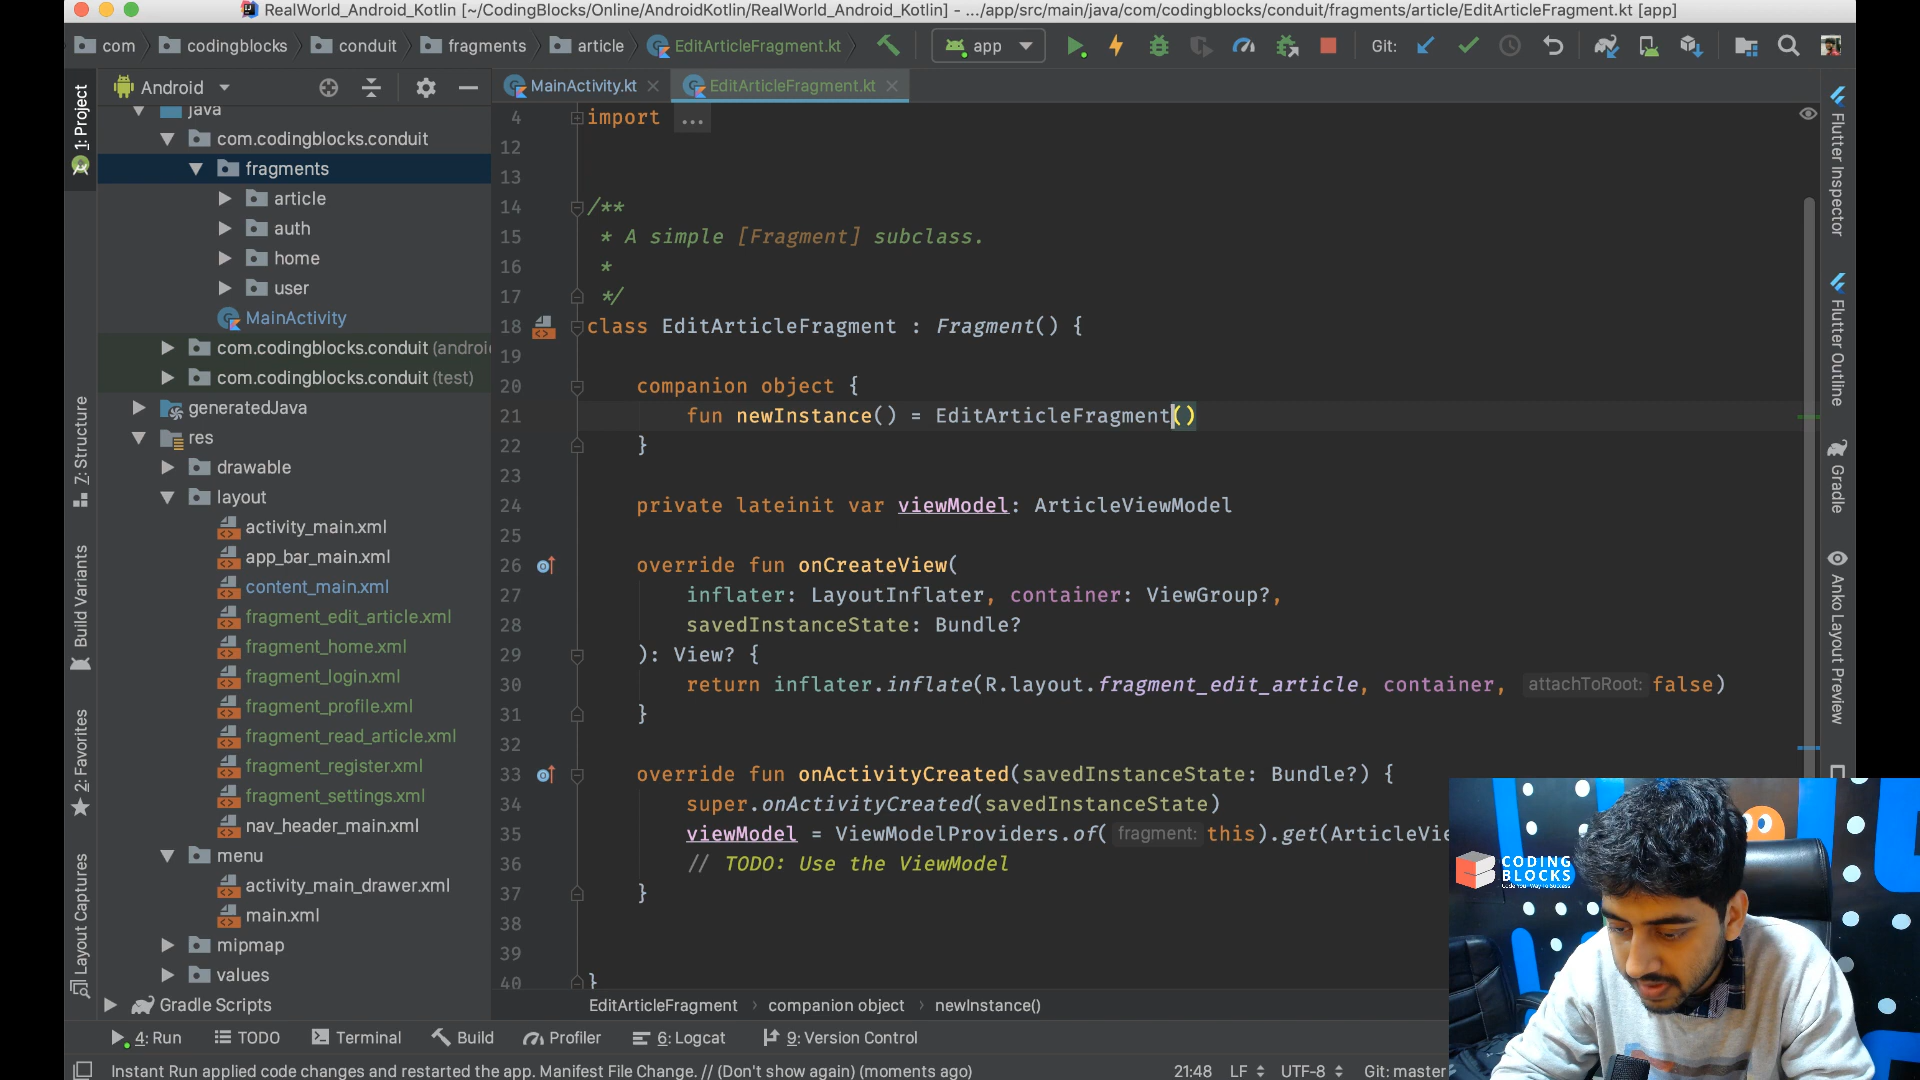 RealWorld_Android_Kotlin [~/CodingBlocks/Online/AndroidKotlin/RealWorld_Android_Kotlin] - .../app/src/main/java/com/codingblocks/conduit/fragments/article/EditArticleFragment.kt [app]
com codingblocks conduit fragments article EditArticleFragment.kt app Git:
Android MainActivity.kt EditArticleFragment.kt
1: Project
7: Structure
Build Variants
2: Favorites
Layout Captures
java
com.codingblocks.conduit
fragments
article
auth
home
user
MainActivity
com.codingblocks.conduit (androi
com.codingblocks.conduit (test)
generatedJava
res
drawable
layout
activity_main.xml
app_bar_main.xml
content_main.xml
fragment_edit_article.xml
fragment_home.xml
fragment_login.xml
fragment_profile.xml
fragment_read_article.xml
fragment_register.xml
fragment_settings.xml
nav_header_main.xml
menu
activity_main_drawer.xml
main.xml
mipmap
values
Gradle Scripts
4 import ...
12
13
14 /**
15 * A simple [Fragment] subclass.
16 *
17 */
18 class EditArticleFragment : Fragment() {
19
20 companion object {
21 fun newInstance() = EditArticleFragment()
22 }
23
24 private lateinit var viewModel: ArticleViewModel
25
26 override fun onCreateView(
27 inflater: LayoutInflater, container: ViewGroup?,
28 savedInstanceState: Bundle?
29 ): View? {
30 return inflater.inflate(R.layout.fragment_edit_article, container, attachToRoot: false)
31 }
32
33 override fun onActivityCreated(savedInstanceState: Bundle?) {
34 super.onActivityCreated(savedInstanceState)
35 viewModel = ViewModelProviders.of( fragment: this).get(ArticleVie
36 // TODO: Use the ViewModel
37 }
38
39
40 }
Flutter Inspector
Flutter Outline
Gradle
Anko Layout Preview
CODING
BLOCKS
Code Your Way To Success
EditArticleFragment › companion object › newInstance()
4: Run TODO Terminal Build Profiler 6: Logcat 9: Version Control
Instant Run applied code changes and restarted the app. Manifest File Change. // (Don't show again) (moments ago) 21:48 LF UTF-8 Git: master